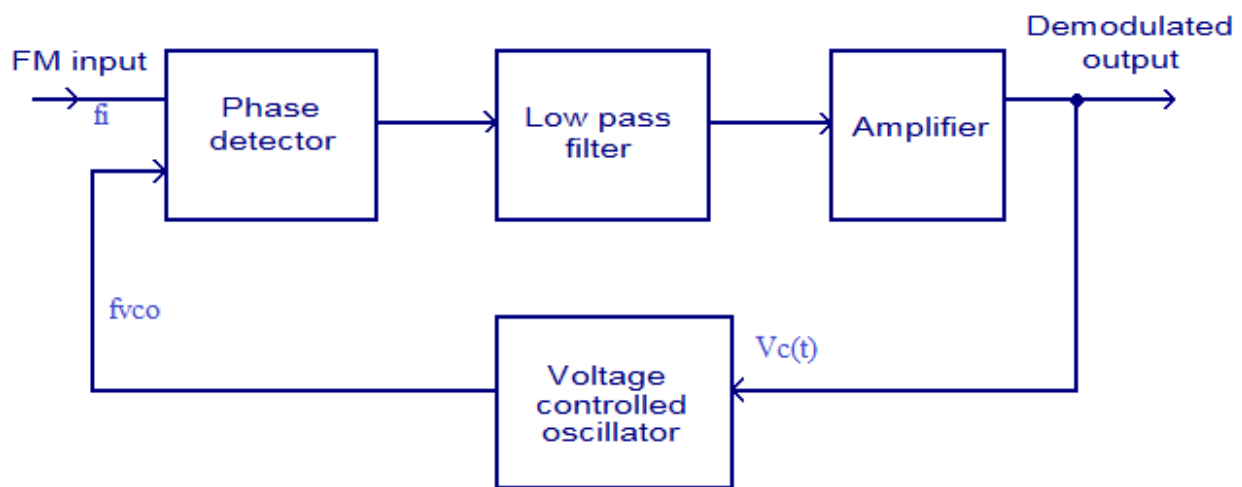 FM input
fi
Phase
detector
Low pass
filter
Amplifier
Demodulated
output
fvco
Voltage
controlled
oscillator
Vc(t)